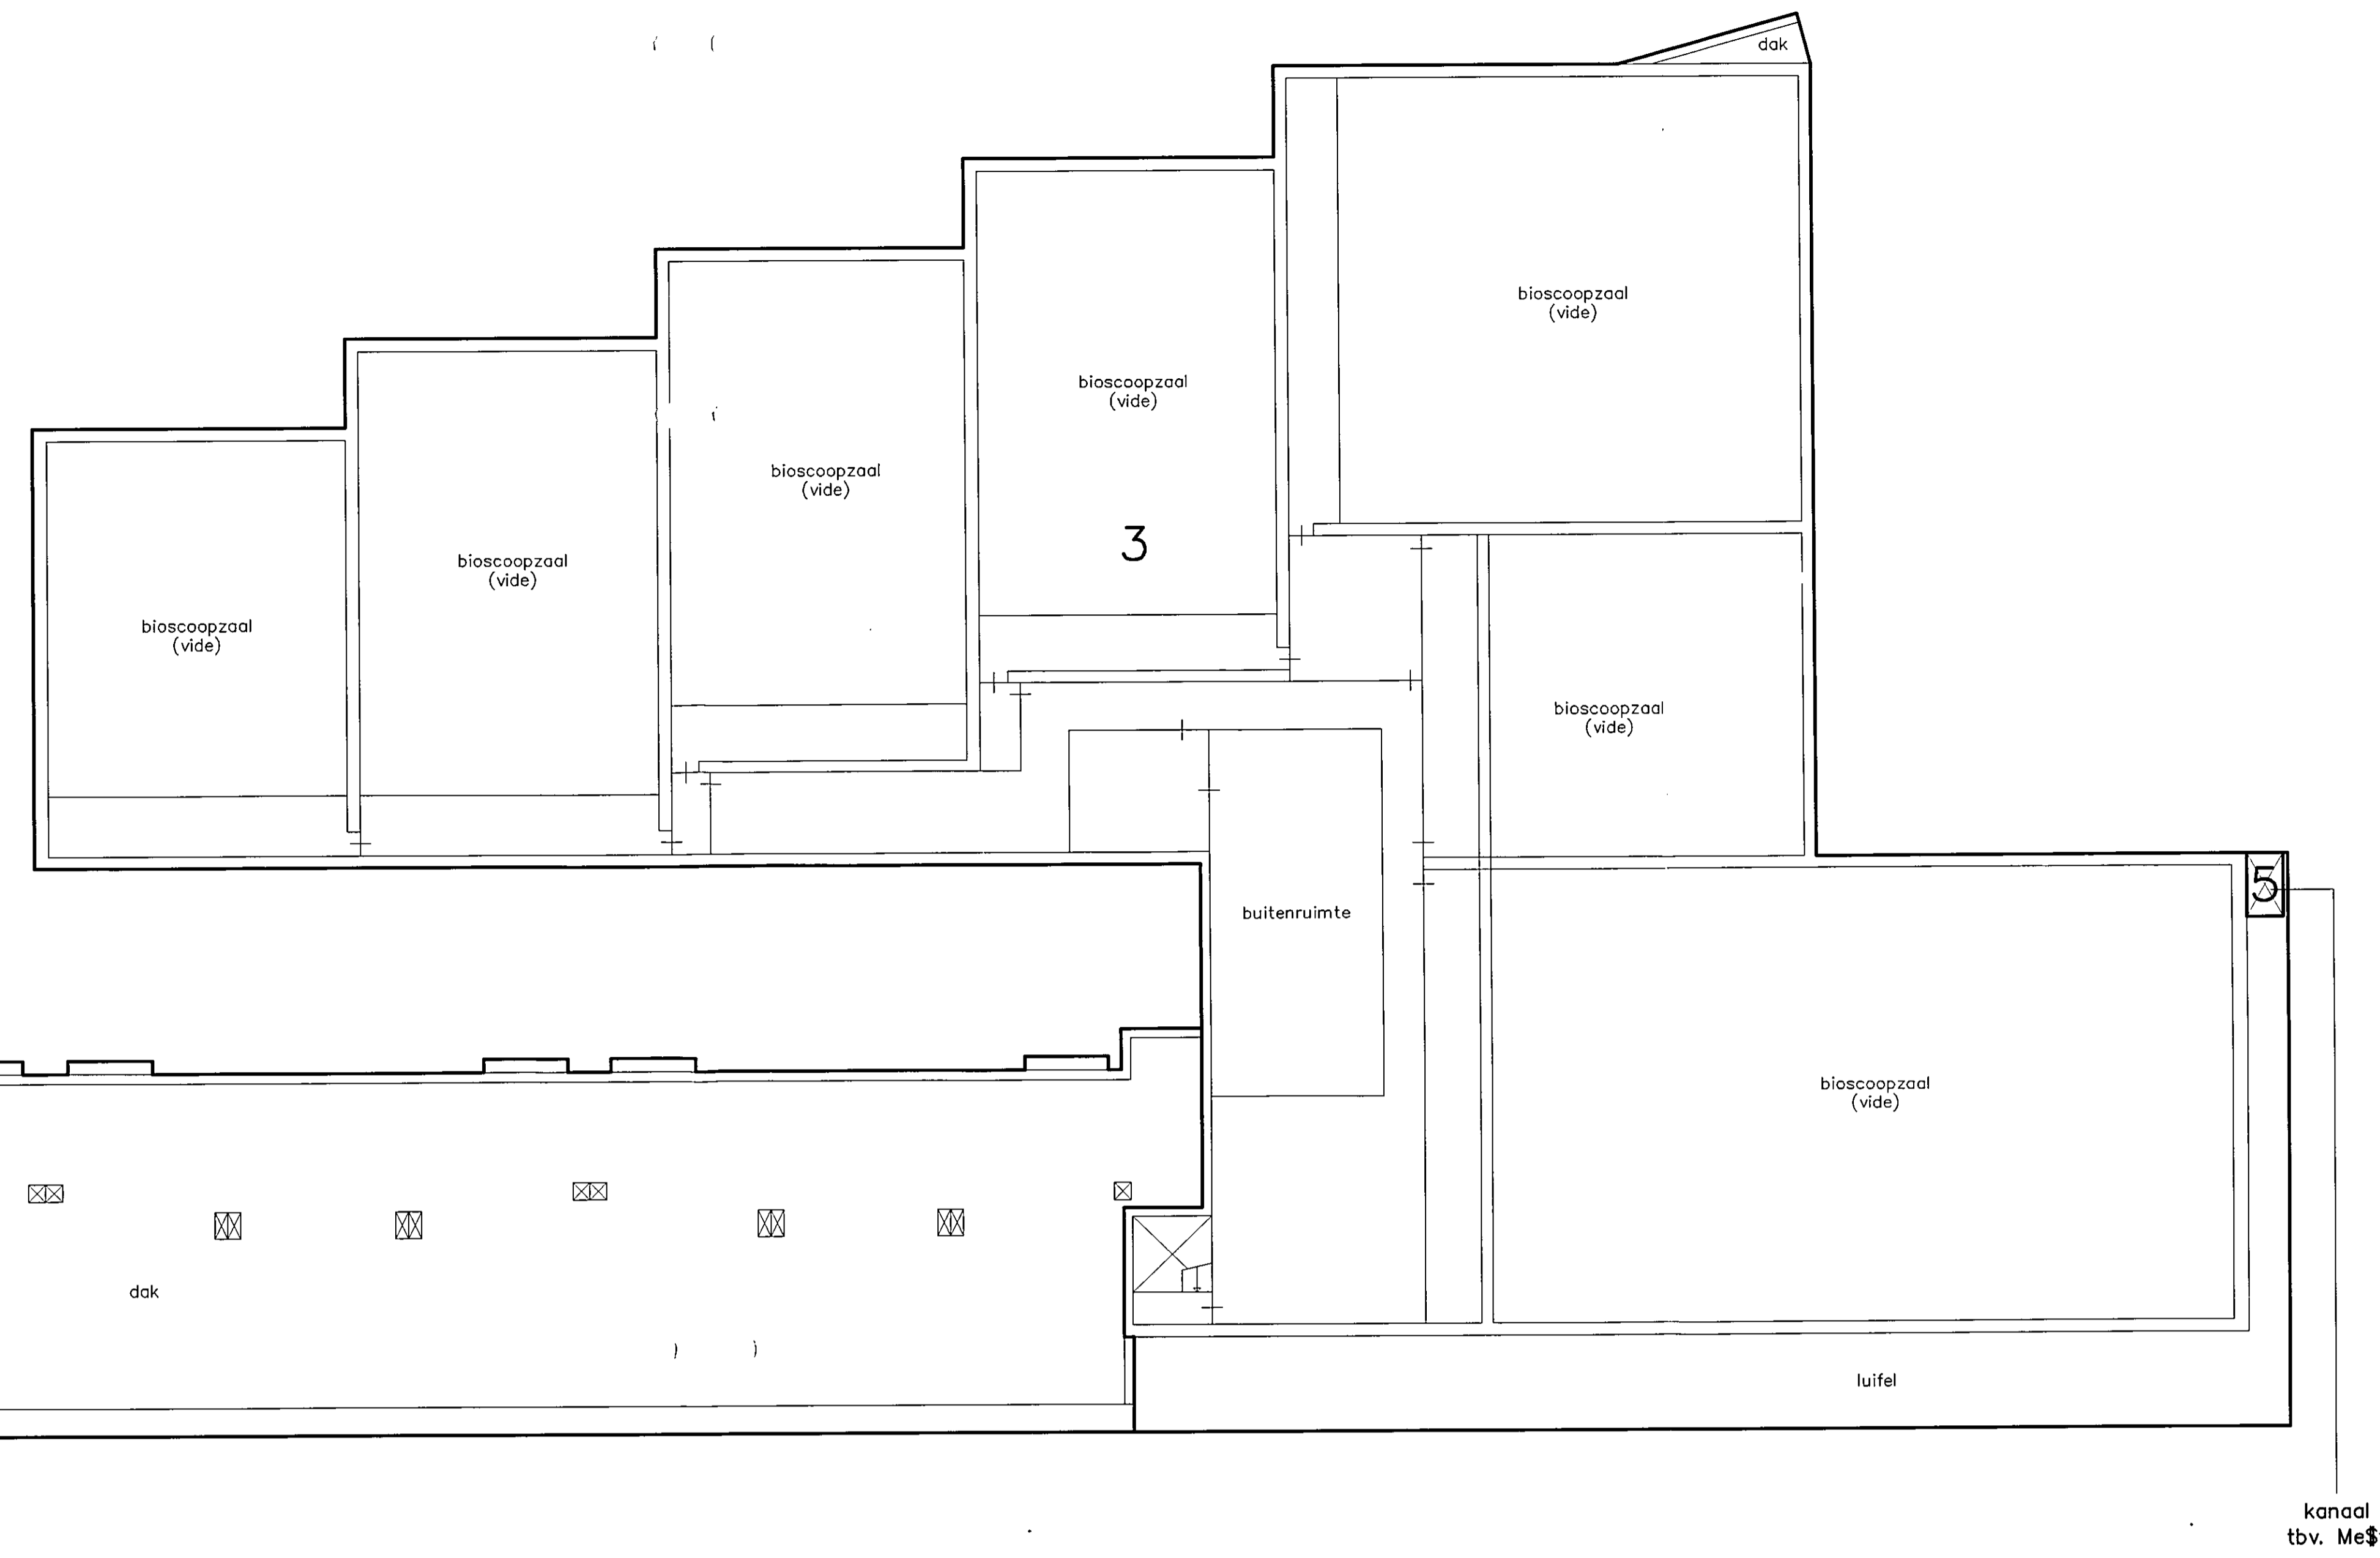 dak
bioscoopzaal
(vide)
bioscoopzaal
(vide)
bioscoopzaal
(vide)
3
bioscoopzaal
(vide)
bioscoopzaal
(vide)
bioscoopzaal
(vide)
5
buitenruimte
bioscoopzaal
(vide)
dak
luifel
kanaal
tbv.